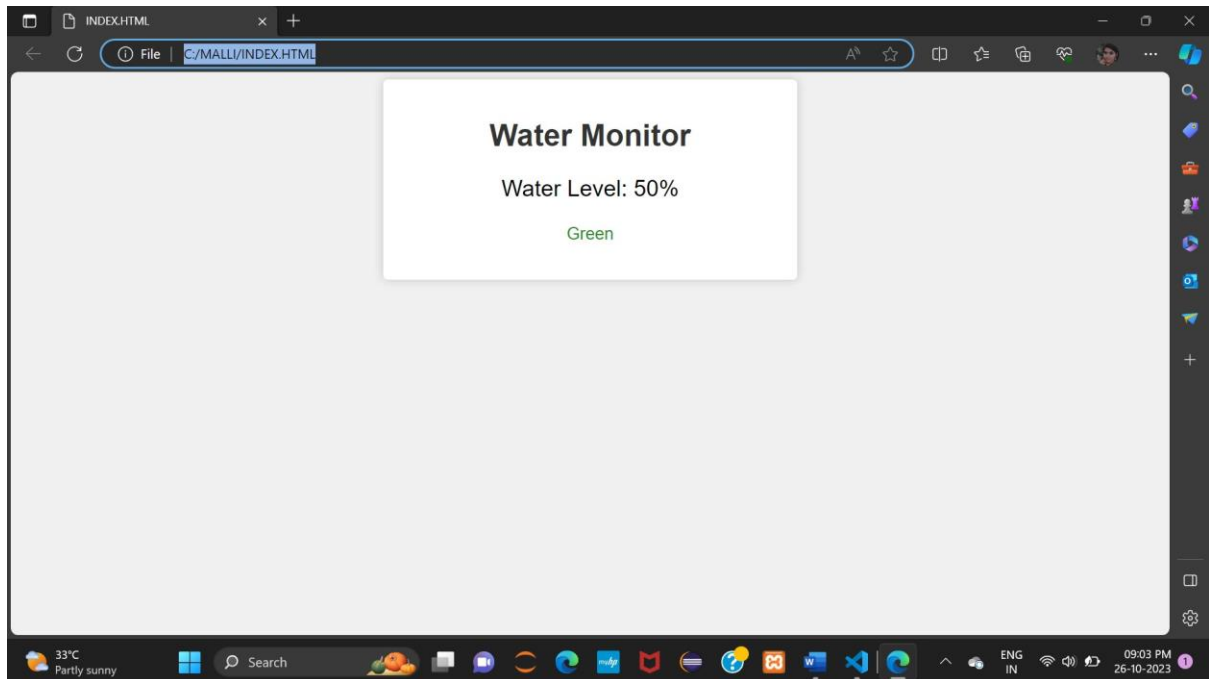 INDEX.HTML
File | C:/MALLI/INDEX.HTML
Water Monitor
Water Level: 50%
Green
33°C
Partly sunny
Search
ENG
IN
09:03 PM
26-10-2023
1